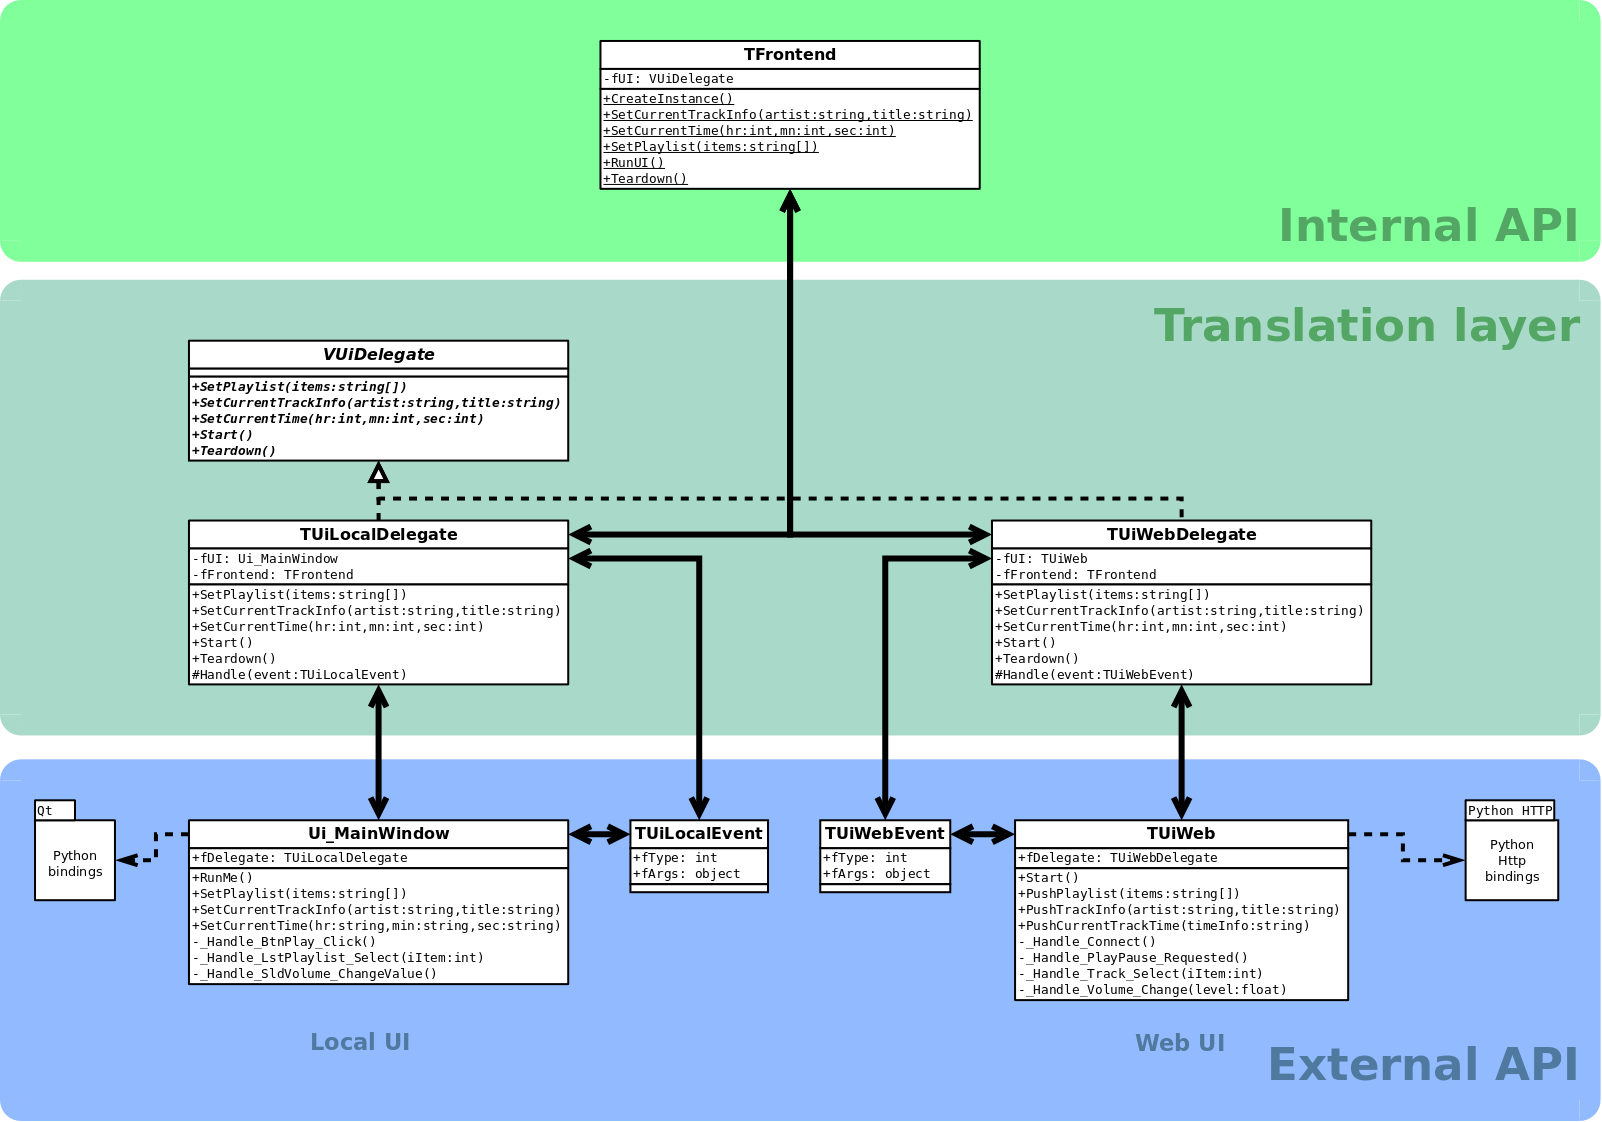 TFrontend
-fUI: VUiDelegate
+CreateInstance()
+SetCurrentTrackInfo(artist:string,title:string)
+SetCurrentTime(hr:int,mn:int,sec:int)
+SetPlaylist(items:string[])
+RunUI()
+Teardown()
Internal API
Translation layer
VUiDelegate
+SetPlaylist(items:string[])
+SetCurrentTrackInfo(artist:string,title:string)
+SetCurrentTime(hr:int,mn:int,sec:int)
+Start()
+Teardown()
TUiLocalDelegate
-fUI: Ui_MainWindow
-fFrontend: TFrontend
+SetPlaylist(items:string[])
+SetCurrentTrackInfo(artist:string,title:string)
+SetCurrentTime(hr:int,mn:int,sec:int)
+Start()
+Teardown()
#Handle(event:TUiLocalEvent)
TUiWebDelegate
-fUI: TUiWeb
-fFrontend: TFrontend
+SetPlaylist(items:string[])
+SetCurrentTrackInfo(artist:string,title:string)
+SetCurrentTime(hr:int,mn:int,sec:int)
+Start()
+Teardown()
#Handle(event:TUiWebEvent)
Qt
Python
bindings
Ui_MainWindow
+fDelegate: TUiLocalDelegate
+RunMe()
+SetPlaylist(items:string[])
+SetCurrentTrackInfo(artist:string,title:string)
+SetCurrentTime(hr:string,min:string,sec:string)
-_Handle_BtnPlay_Click()
-_Handle_LstPlaylist_Select(iItem:int)
-_Handle_SldVolume_ChangeValue()
TUiLocalEvent
+fType: int
+fArgs: object
TUiWebEvent
+fType: int
+fArgs: object
TUiWeb
+fDelegate: TUiWebDelegate
+Start()
+PushPlaylist(items:string[])
+PushTrackInfo(artist:string,title:string)
+PushCurrentTrackTime(timeInfo:string)
-_Handle_Connect()
-_Handle_PlayPause_Requested()
-_Handle_Track_Select(iItem:int)
-_Handle_Volume_Change(level:float)
Python HTTP
Python
Http
bindings
Local UI
Web UI
External API